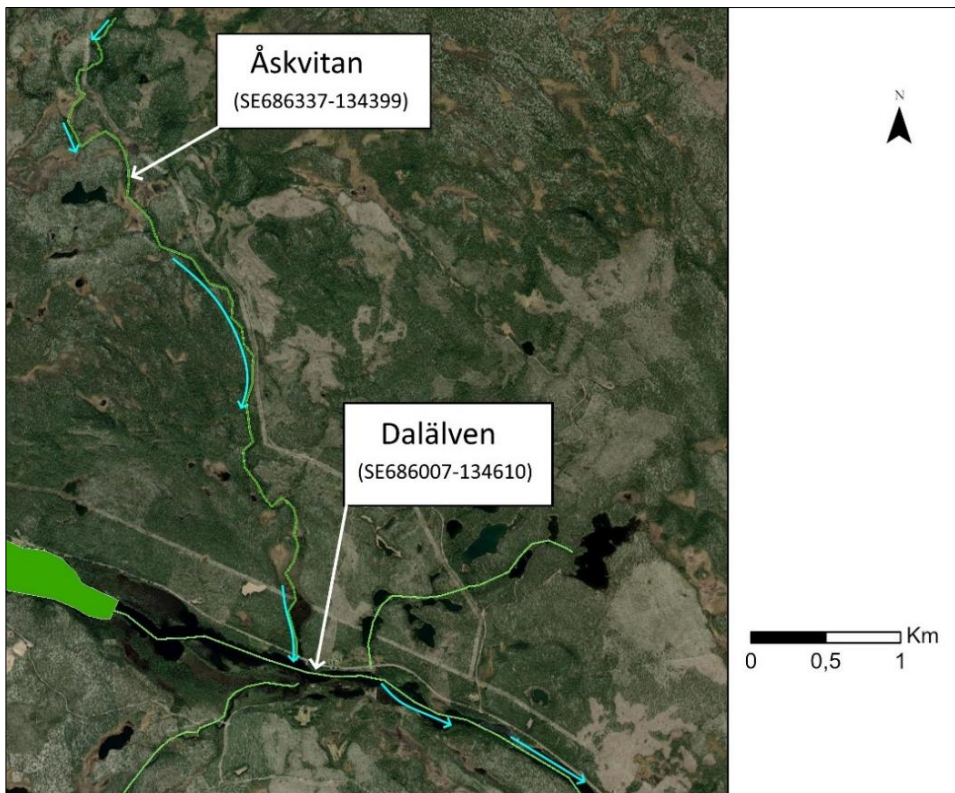 Åskvitan
(SE686337-134399)
N
Dalälven
(SE686007-134610)
Km
0 0,5 1